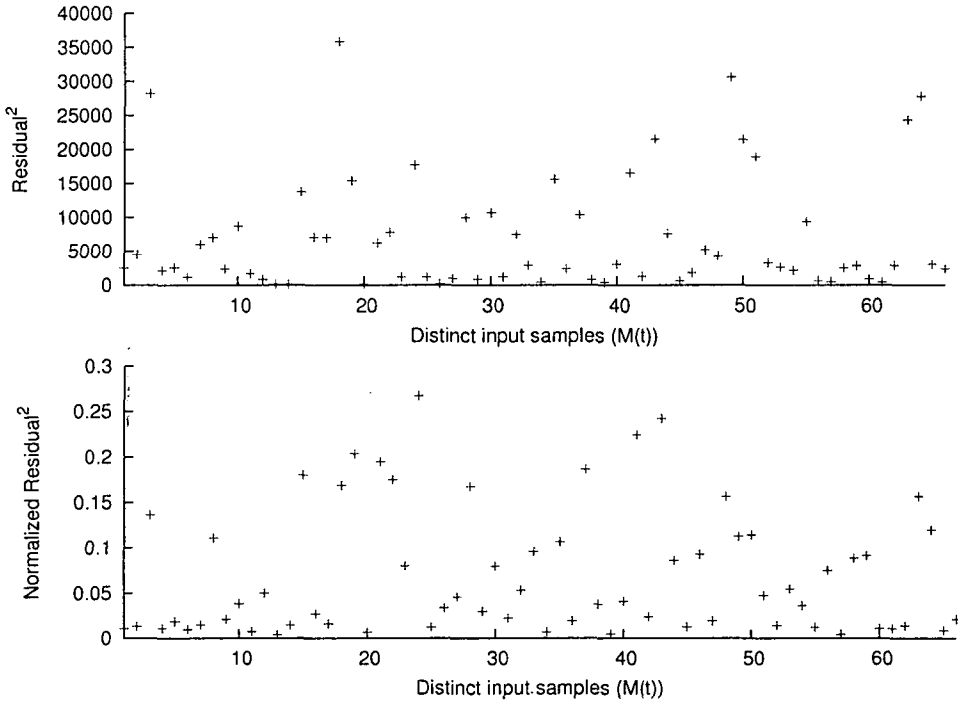 40000
35000
30000
25000
20000
15000
10000
5000
0
Residual²
10 20 30 40 50 60
Distinct input samples (M(t))
0.3
0.25
0.2
0.15
0.1
0.05
0
Normalized Residual²
10 20 30 40 50 60
Distinct input.samples (M(t))